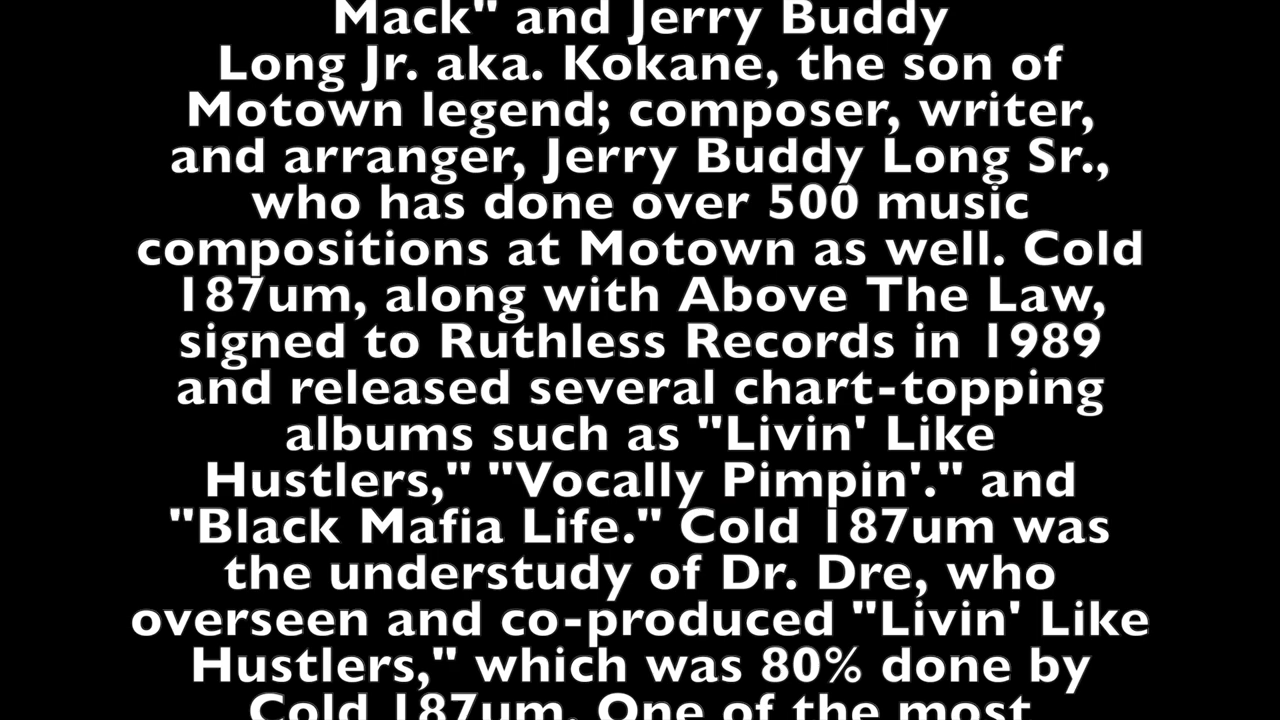 Mack" and Jerry Buddy
Long Jr. aka. Kokane, the son of
Motown legend; composer, writer,
and arranger, Jerry Buddy Long Sr.,
who has done over 500 music
compositions at Motown as well. Cold
187um, along with Above The Law,
signed to Ruthless Records in 1989
and released several chart-topping
albums such as "Livin' Like
Hustlers," "Vocally Pimpin'." and
"Black Mafia Life." Cold 187um was
the understudy of Dr. Dre, who
overseen and co-produced "Livin' Like
Hustlers," which was 80% done by
Cold 187um. One of the most